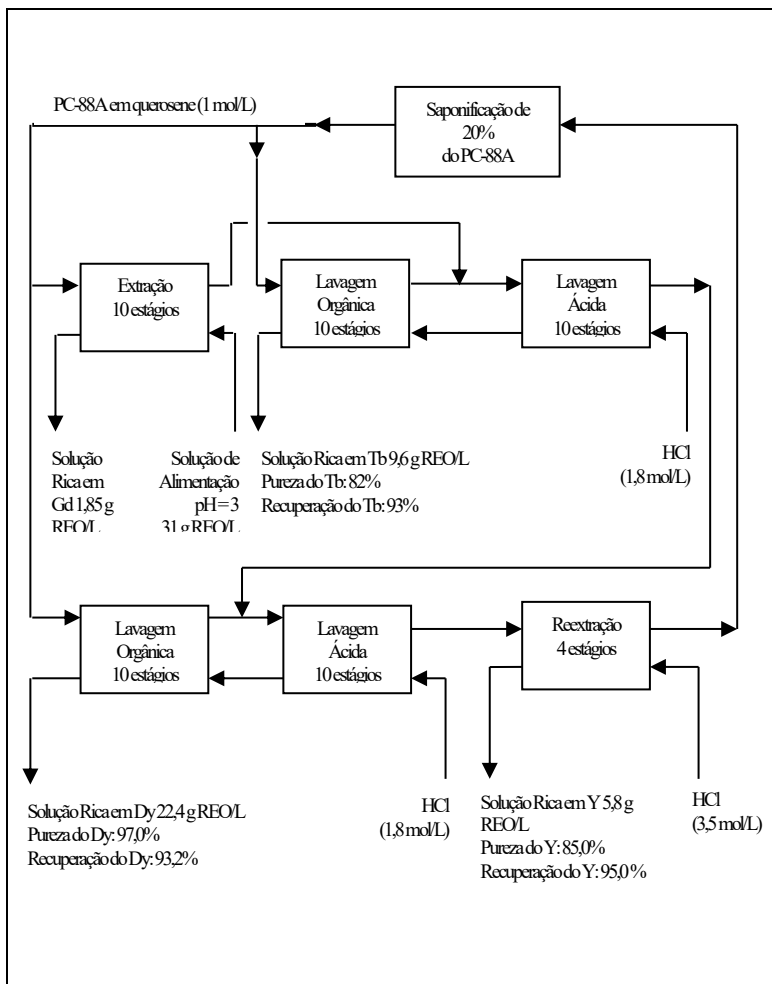 PC-88A em querosene (1 mol/L)
Saponificação de
20%
do PC-88A
Extração
10 estágios
Lavagem
Orgânica
10 estágios
Lavagem
Ácida
10 estágios
Solução
Rica em
Gd 1,85 g
REO/L
Solução de
Alimentação
pH = 3
31 g REO/L
Solução Rica em Tb 9,6 g REO/L
Pureza do Tb: 82%
Recuperação do Tb: 93%
HCl
(1,8 mol/L)
Lavagem
Orgânica
10 estágios
Lavagem
Ácida
10 estágios
Reextração
4 estágios
Solução Rica em Dy 22,4 g REO/L
Pureza do Dy: 97,0%
Recuperação do Dy: 93,2%
HCl
(1,8 mol/L)
Solução Rica em Y 5,8 g
REO/L
Pureza do Y: 85,0%
Recuperação do Y: 95,0%
HCl
(3,5 mol/L)